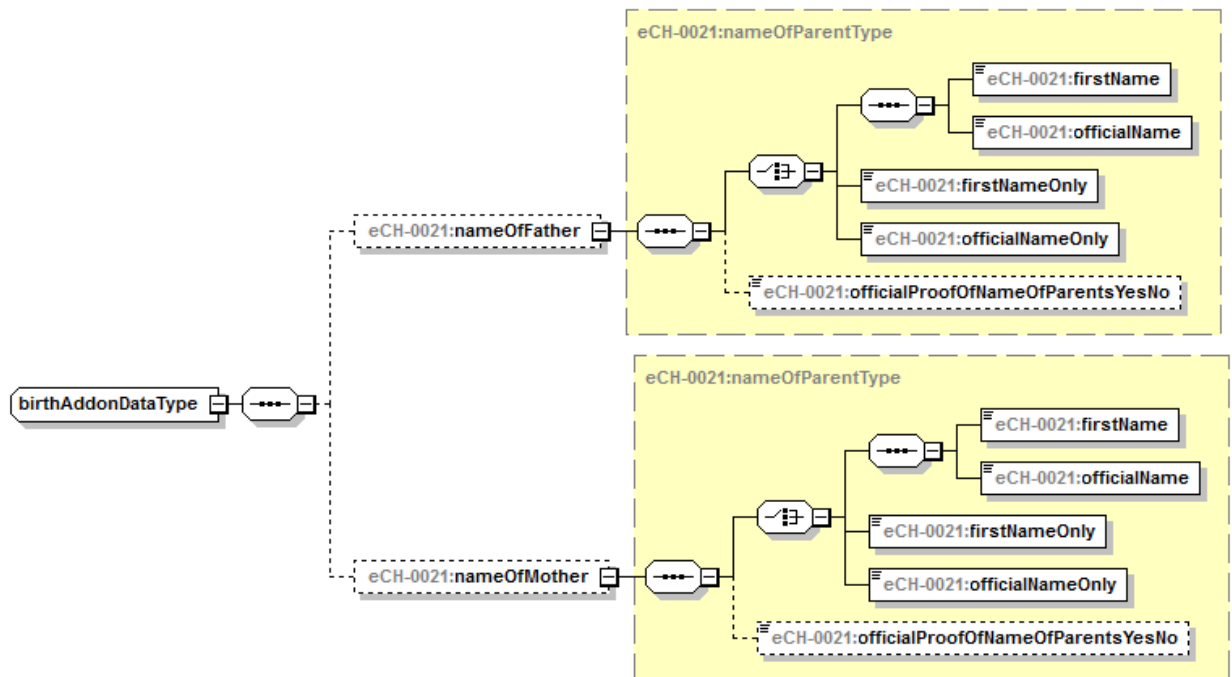 eCH-0021:nameOfParentType
eCH-0021:firstName
eCH-0021:officialName
eCH-0021:firstNameOnly
eCH-0021:nameOfFather
eCH-0021:officialNameOnly
eCH-0021:officialProofOfNameOfParentsYesNo
eCH-0021:nameOfParentType
birthAddonDataType
eCH-0021:firstName
eCH-0021:officialName
eCH-0021:firstNameOnly
eCH-0021:nameOfMother
eCH-0021:officialNameOnly
eCH-0021:officialProofOfNameOfParentsYesNo